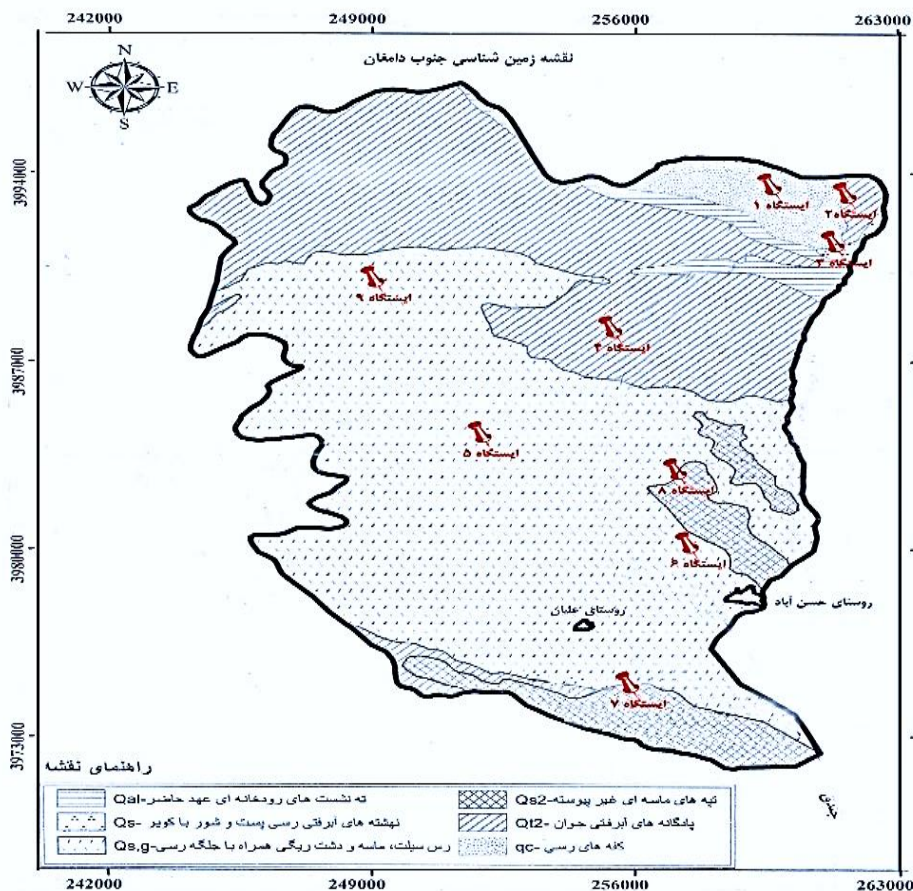 242000 249000 256000 263000
نقشه زمین شناسی جنوب دامغان
N
W E
S
3994000
3987000
3980000
3973000
ایستگاه ۱
ایستگاه ۲
ایستگاه ۳
ایستگاه ۹
ایستگاه ۴
ایستگاه ۵
ایستگاه ۸
ایستگاه ۶
روستای حسن آباد
روستای علیان
ایستگاه ۷
جندق
راهنمای نقشه
Qal-ته نشست های رودخانه ای عهد حاضر
Qs2-تپه های ماسه ای غیر پیوسته
Qs- نهشته های آبرفتی رسی پست و شور یا کویر
Qt2- پادگانه های آبرفتی جوان
Qs,g-رس سیلت، ماسه و دشت ریگی همراه با جلگه رسی
qc- کفه های رسی
242000 249000 256000 263000